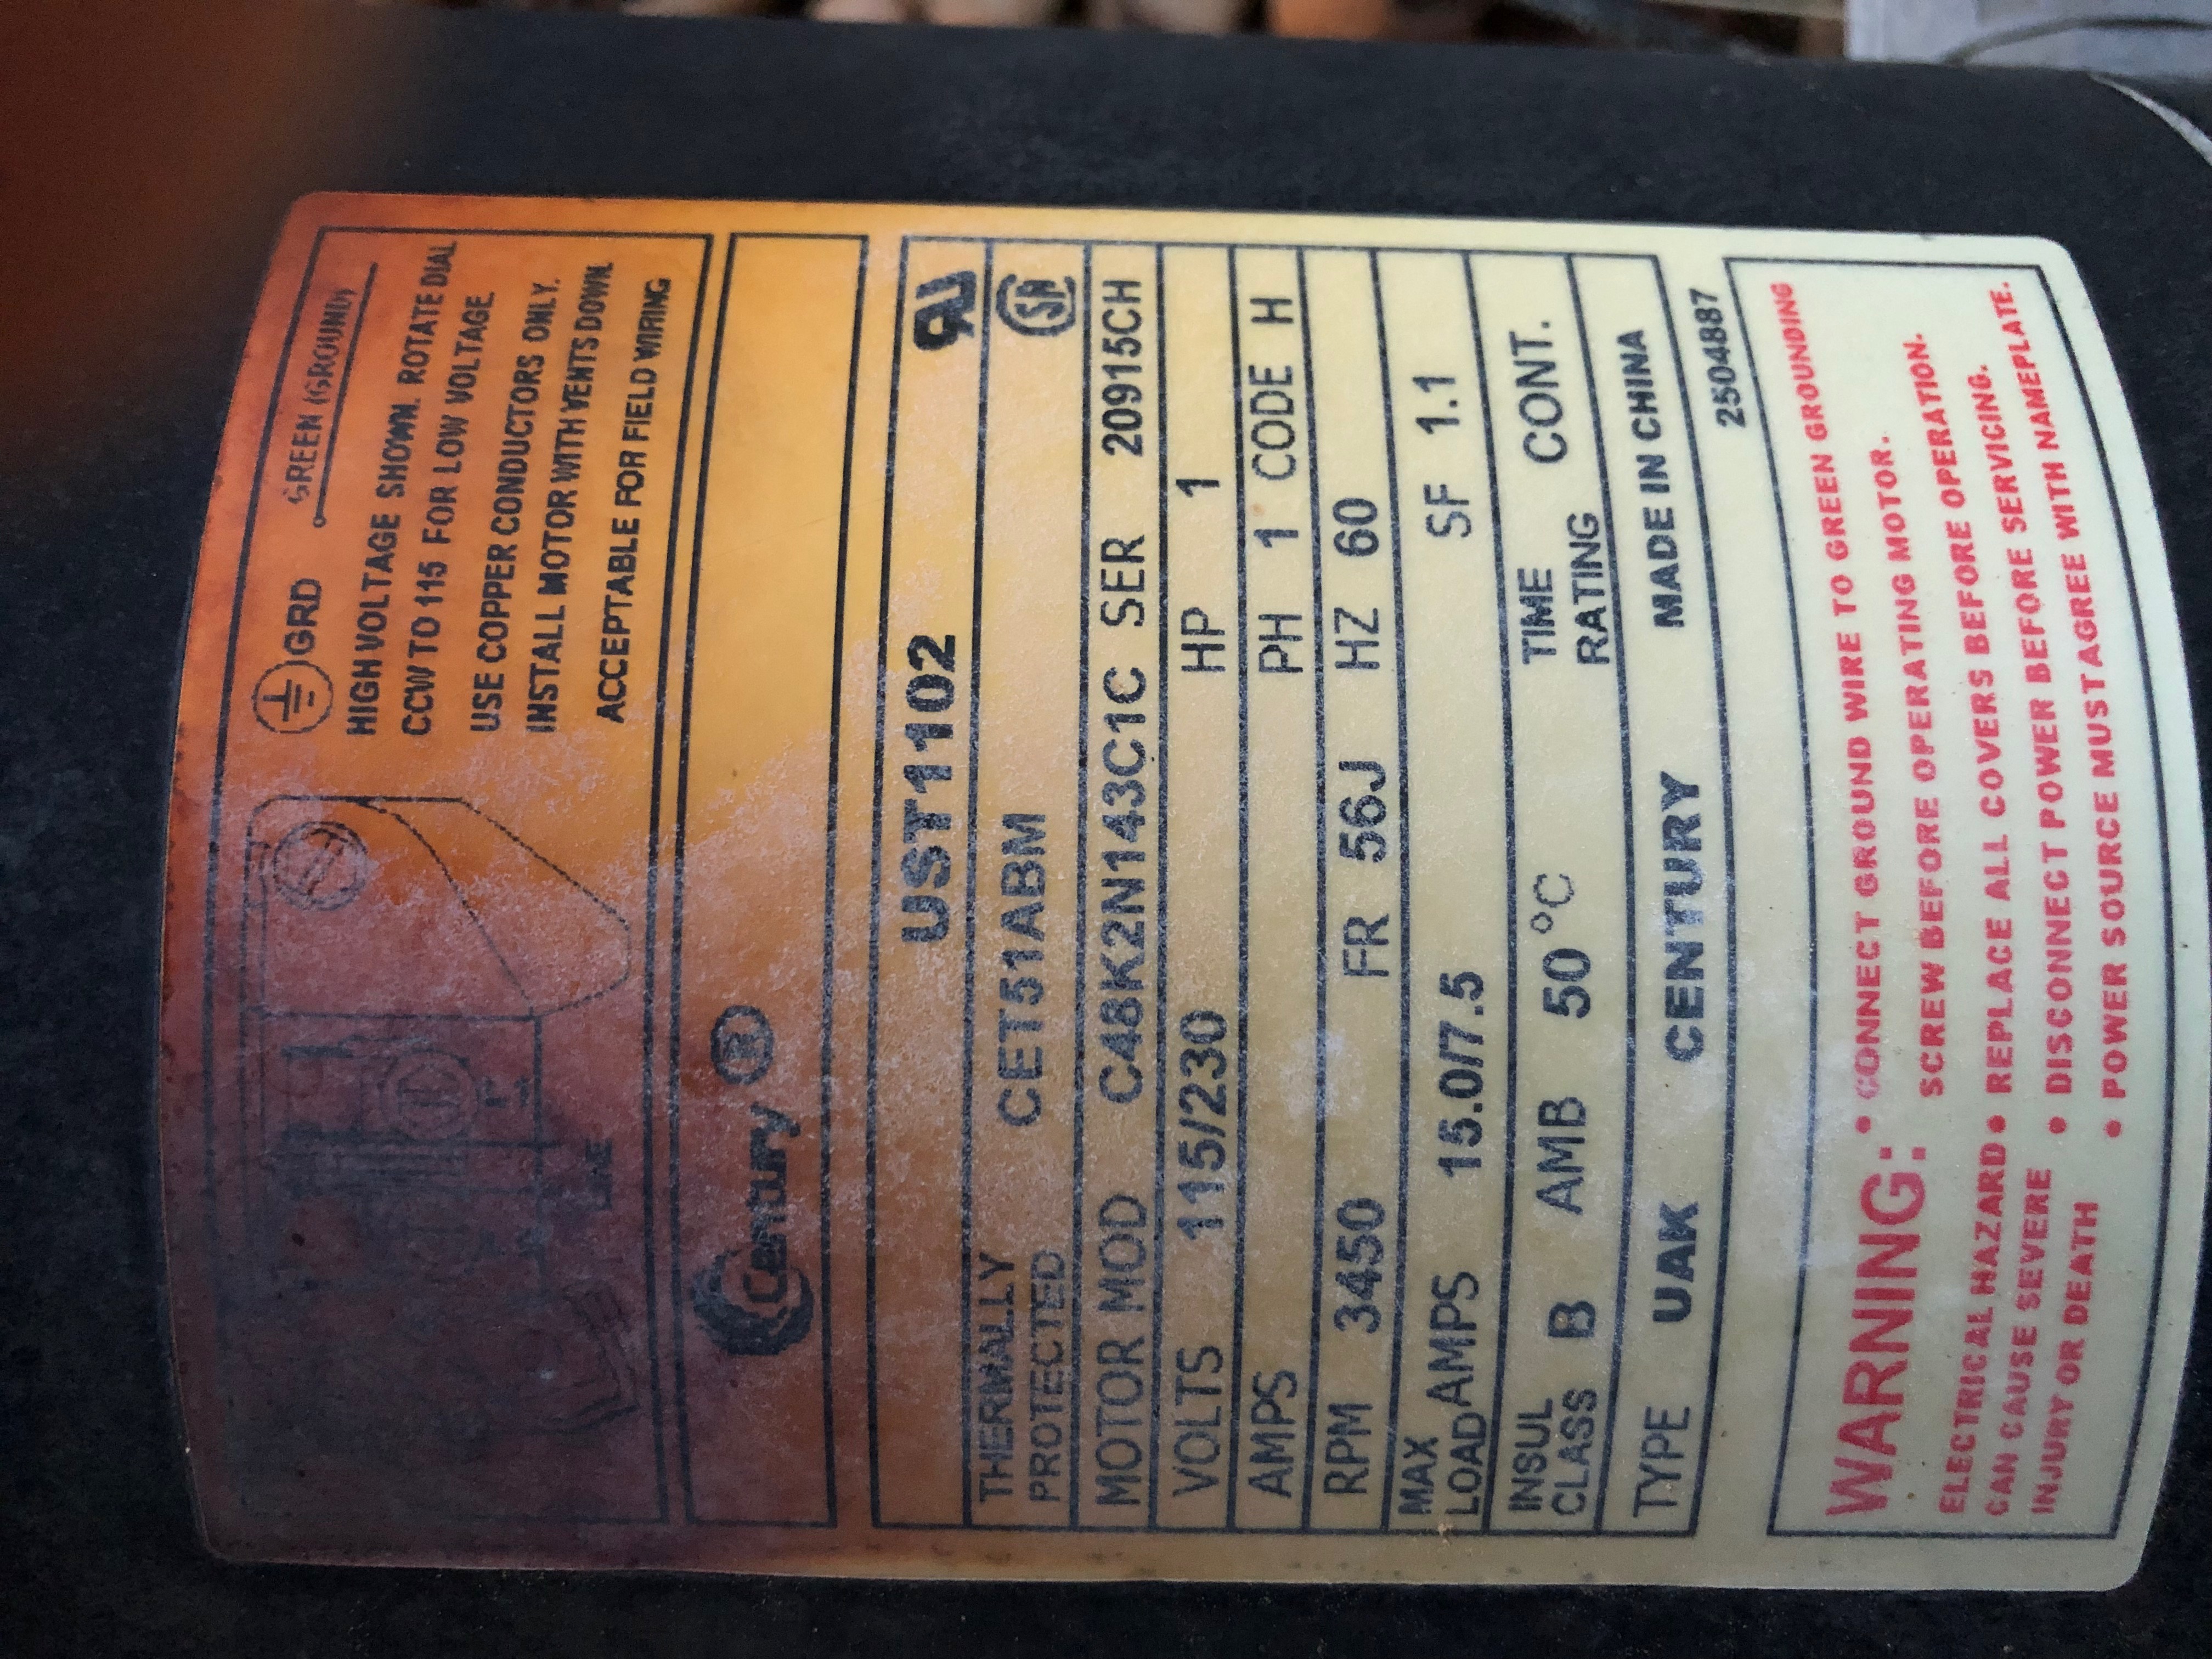 GRD GREEN (GROUND)
HIGH VOLTAGE SHOWN. ROTATE DIAL
CCW TO 115 FOR LOW VOLTAGE
USE COPPER CONDUCTORS ONLY.
INSTALL MOTOR WITH VENTS DOWN.
ACCEPTABLE FOR FIELD WIRING
LINE
Century ®
UST1102
THERMALLY
PROTECTED CET51ABM
MOTOR MOD C48K2N143C1C SER 20915CH
VOLTS 115/230 HP 1
AMPS PH 1 CODE H
RPM 3450 FR 56J HZ 60
MAX
LOAD AMPS 15.0/7.5 SF 1.1
INSUL
CLASS B AMB 50 °C TIME
RATING CONT.
TYPE UAK CENTURY MADE IN CHINA
2504887
WARNING:
ELECTRICAL HAZARD
CAN CAUSE SEVERE
INJURY OR DEATH
• CONNECT GROUND WIRE TO GREEN GROUNDING
SCREW BEFORE OPERATING MOTOR.
• REPLACE ALL COVERS BEFORE OPERATION.
• DISCONNECT POWER BEFORE SERVICING.
• POWER SOURCE MUST AGREE WITH NAMEPLATE.